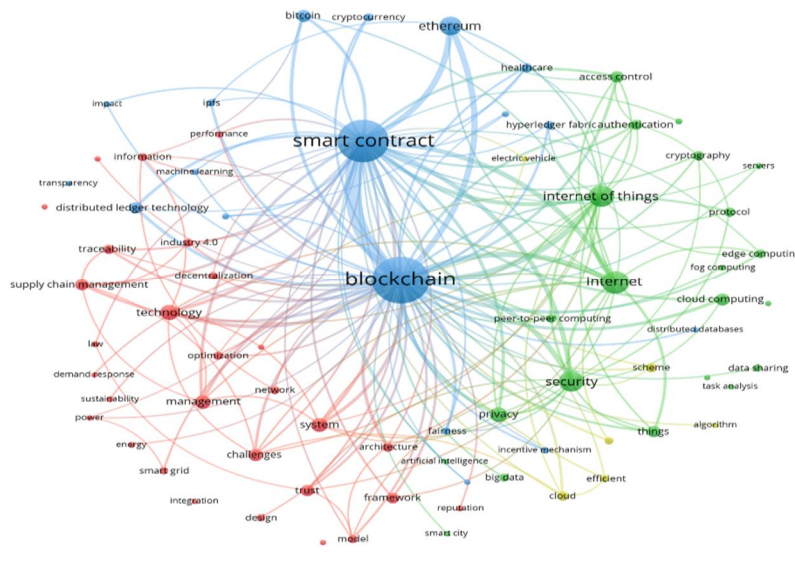 bitcoin
cryptocurrency
ethereum
healthcare
access control
impact
ipfs
performance
hyperledger fabric
authentication
smart contract
information
electric vehicle
cryptography
machine learning
servers
transparency
internet of things
distributed ledger technology
protocol
traceability
industry 4.0
edge computin
fog computing
decentralization
blockchain
internet
supply chain management
cloud computing
technology
peer-to-peer computing
distributed databases
law
optimization
scheme
data sharing
demand response
security
task analysis
network
sustainability
management
privacy
power
system
fairness
things
algorithm
energy
architecture
incentive mechanism
challenges
artificial intelligence
smart grid
big data
efficient
trust
framework
cloud
integration
reputation
design
smart city
model